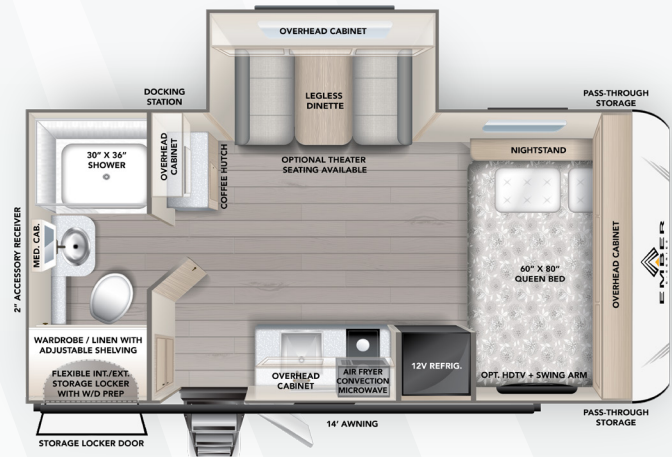 OVERHEAD CABINET
LEGLESS
DINETTE
OPTIONAL THEATER
SEATING AVAILABLE
DOCKING
STATION
OVERHEAD
CABINET
COFFEE HUTCH
30" X 36"
SHOWER
2" ACCESSORY RECEIVER
MED. CAB.
WARDROBE / LINEN WITH
ADJUSTABLE SHELVING
FLEXIBLE INT./EXT.
STORAGE LOCKER
WITH W/D PREP
STORAGE LOCKER DOOR
OVERHEAD
CABINET
AIR FRYER
CONVECTION
MICROWAVE
12V REFRIG.
14' AWNING
PASS-THROUGH
STORAGE
NIGHTSTAND
60" X 80"
QUEEN BED
OVERHEAD CABINET
EMBER
OPT. HDTV + SWING ARM
PASS-THROUGH
STORAGE